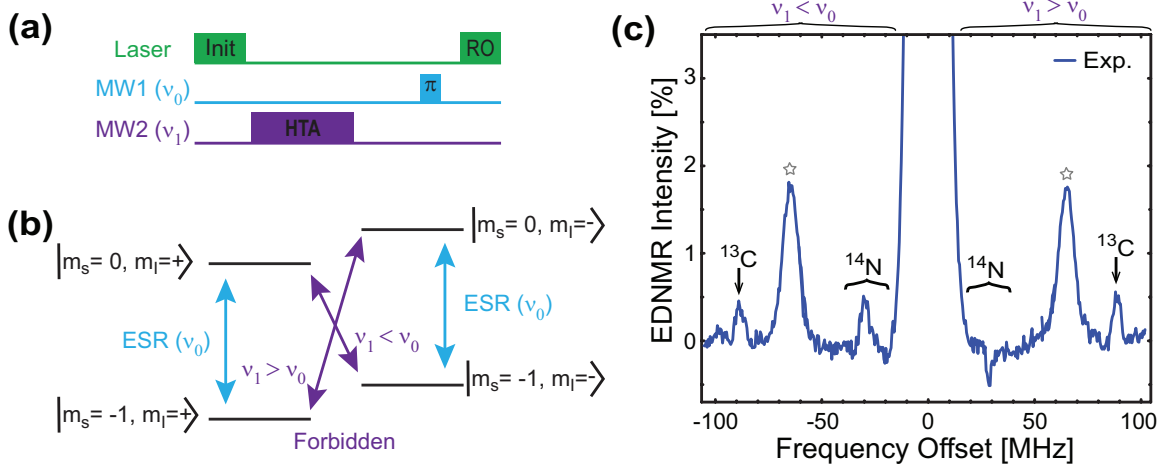 (a)
Laser
Init
RO
MW1 (ν₀)
π
MW2 (ν₁)
HTA
(b)
|mₛ= 0, mI=+⟩
|mₛ= 0, mI=-⟩
ESR (ν₀)
ESR (ν₀)
ν₁ > ν₀
ν₁ < ν₀
|mₛ= -1, mI=+⟩
|mₛ= -1, mI=-⟩
Forbidden
(c)
ν₁ < ν₀
ν₁ > ν₀
Exp.
EDNMR Intensity [%]
3
2
1
0
¹³C
¹⁴N
¹⁴N
¹³C
-100
-50
0
50
100
Frequency Offset [MHz]